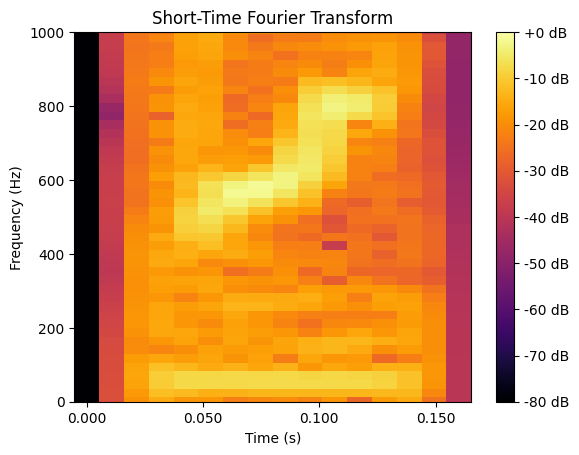 Short-Time Fourier Transform
1000
800
600
400
200
0
Frequency (Hz)
0.000
0.050
0.100
0.150
Time (s)
+0 dB
-10 dB
-20 dB
-30 dB
-40 dB
-50 dB
-60 dB
-70 dB
-80 dB